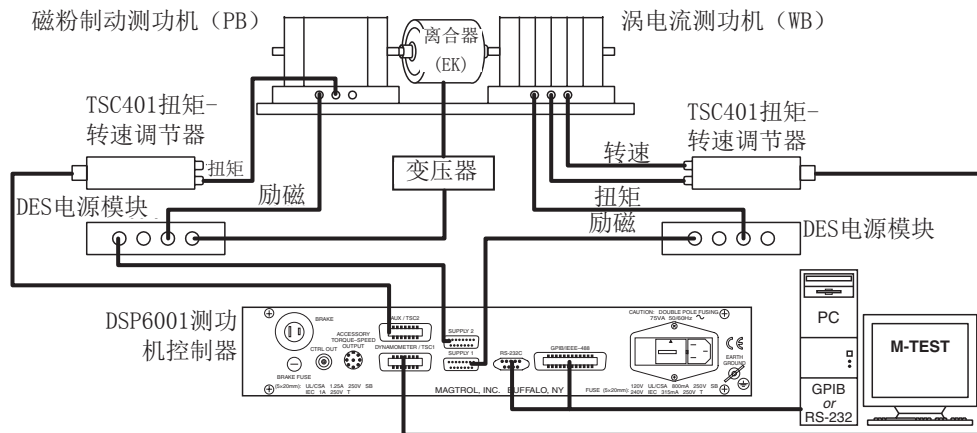 磁粉制动测功机（PB）
离合器
(EK)
涡电流测功机（WB）
TSC401扭矩-
转速调节器
TSC401扭矩-
转速调节器
扭矩
变压器
转速
励磁
扭矩
励磁
DES电源模块
DES电源模块
DSP6001测功
机控制器
BRAKE
AUX / TSC2
SUPPLY 2
CAUTION: DOUBLE POLE FUSING
75VA 50/60Hz
ACCESSORY
TORQUE-SPEED
OUTPUT
CTRL OUT
DYNAMOMETER / TSC1
SUPPLY 1
RS-232C
GPIB/IEEE-488
EARTH
GROUND
BRAKE FUSE
(5x20mm): UL/CSA 1.25A 250V SB
IEC 1A 250V T
MAGTROL, INC. BUFFALO, NY
FUSE (5x20mm): 120V UL/CSA 800mA 250V SB
240V IEC 315mA 250V T
PC
M-TEST
GPIB
or
RS-232